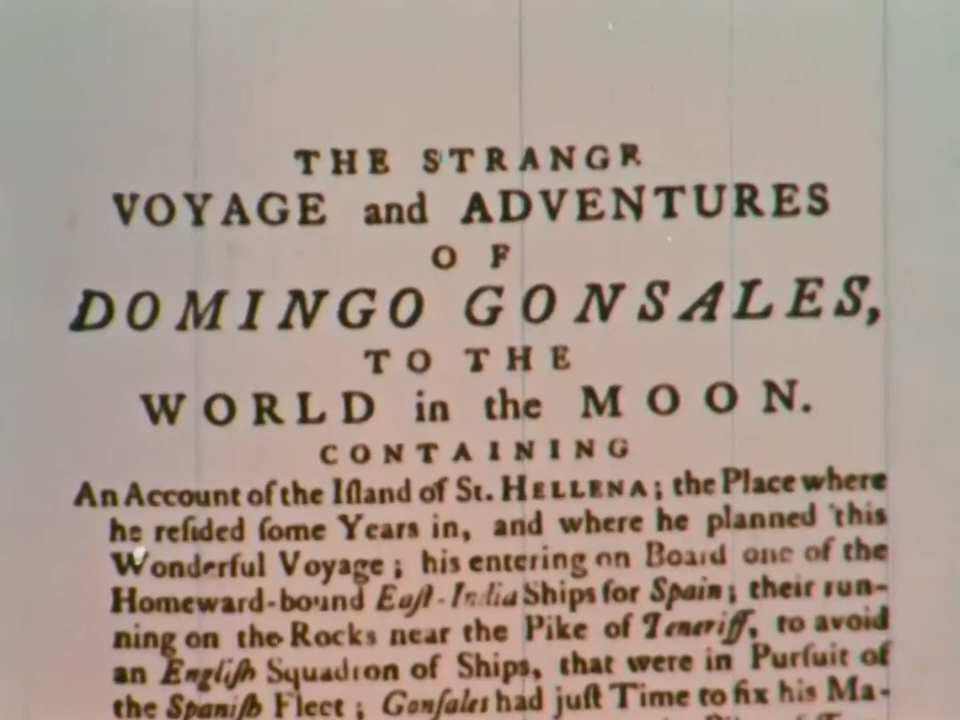 THE STRANGE
VOYAGE and ADVENTURES
OF
DOMINGO GONSALES,
TO THE
WORLD in the MOON.
CONTAINING
An Account of the Iſland of St. HELLENA; the Place where
he reſided ſome Years in, and where he planned this
Wonderful Voyage; his entering on Board one of the
Homeward-bound Eaſt-India Ships for Spain; their run-
ning on the Rocks near the Pike of Teneriff, to avoid
an Engliſh Squadron of Ships, that were in Purſuit of
the Spaniſh Fleet; Gonſales had juſt Time to fix his Ma-